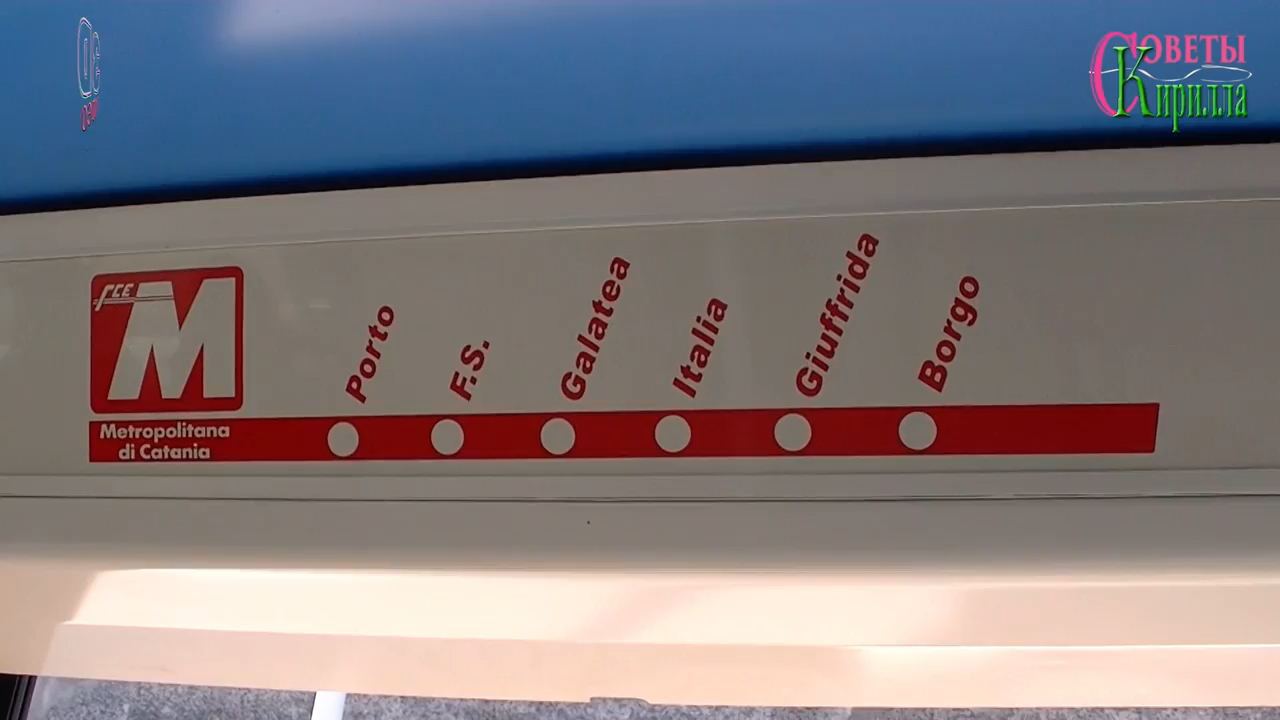 Советы
Кирилла
FCE
M
Porto
F.S.
Galatea
Italia
Giuffrida
Borgo
Metropolitana
di Catania